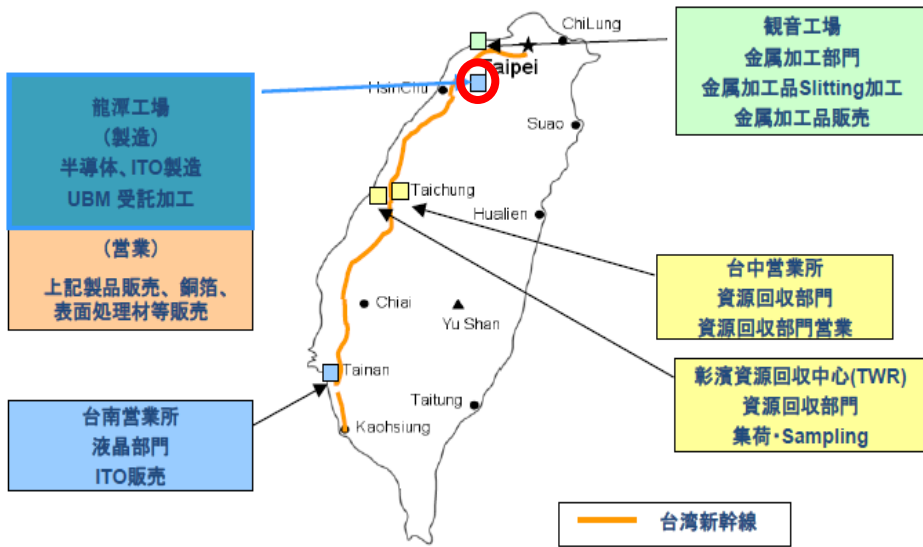 ChiLung
Taipei
HsinChu
Suao
Taichung
Hualien
Chiai
Yu Shan
Tainan
Taitung
Kaohsiung
龍潭工場
(製造)
半導体、ITO製造
UBM 受託加工
(営業)
上記製品販売、銅箔、
表面処理材等販売
台南営業所
液晶部門
ITO販売
観音工場
金属加工部門
金属加工品Slitting加工
金属加工品販売
台中営業所
資源回収部門
資源回収部門営業
彰濱資源回収中心(TWR)
資源回収部門
集荷・Sampling
台湾新幹線